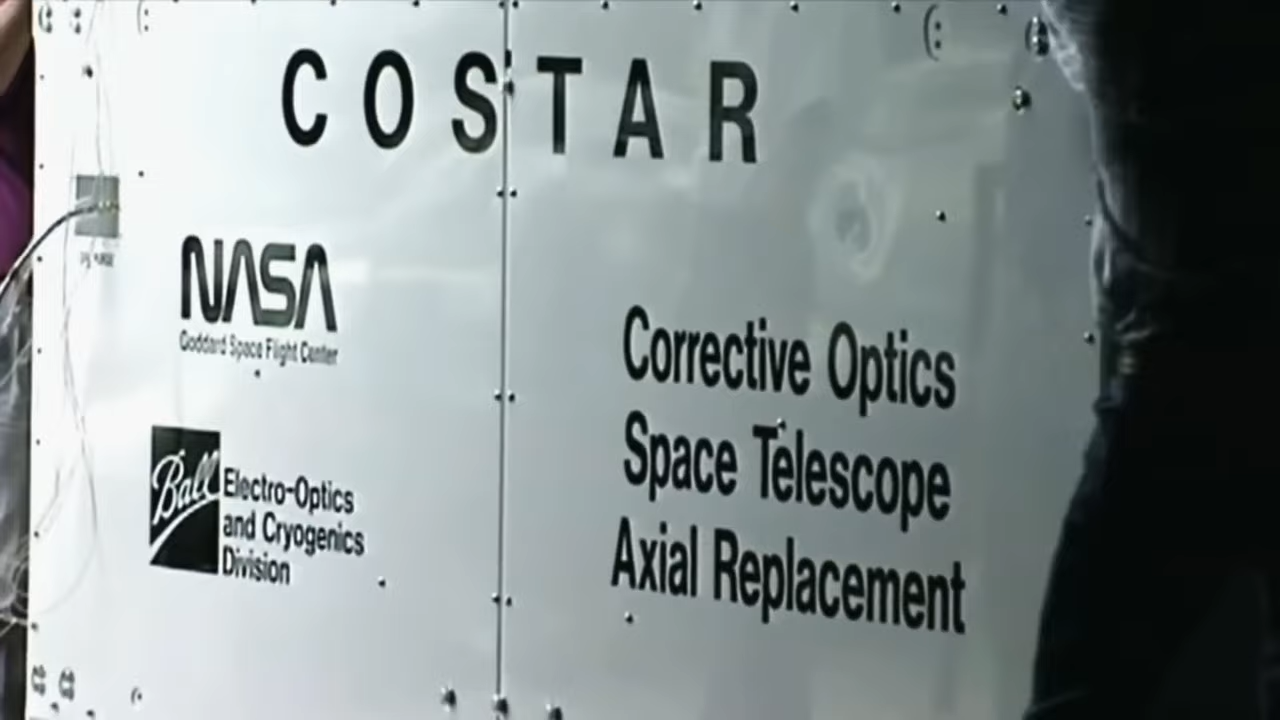 COSTAR
NASA
Goddard Space Flight Center
Ball
Electro-Optics
and Cryogenics
Division
Corrective Optics
Space Telescope
Axial Replacement